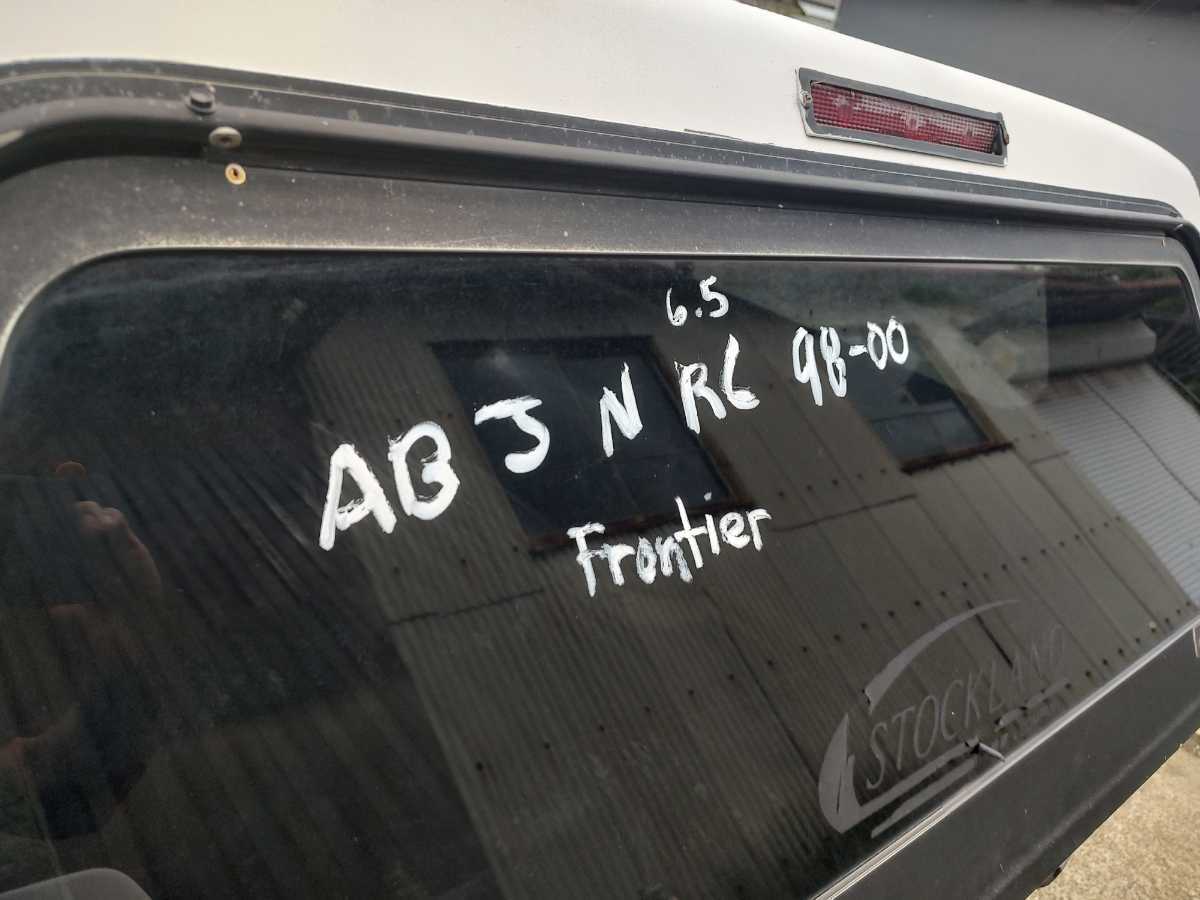 6.5
AB J N RC 98-00
Frontier
STOCKLAND